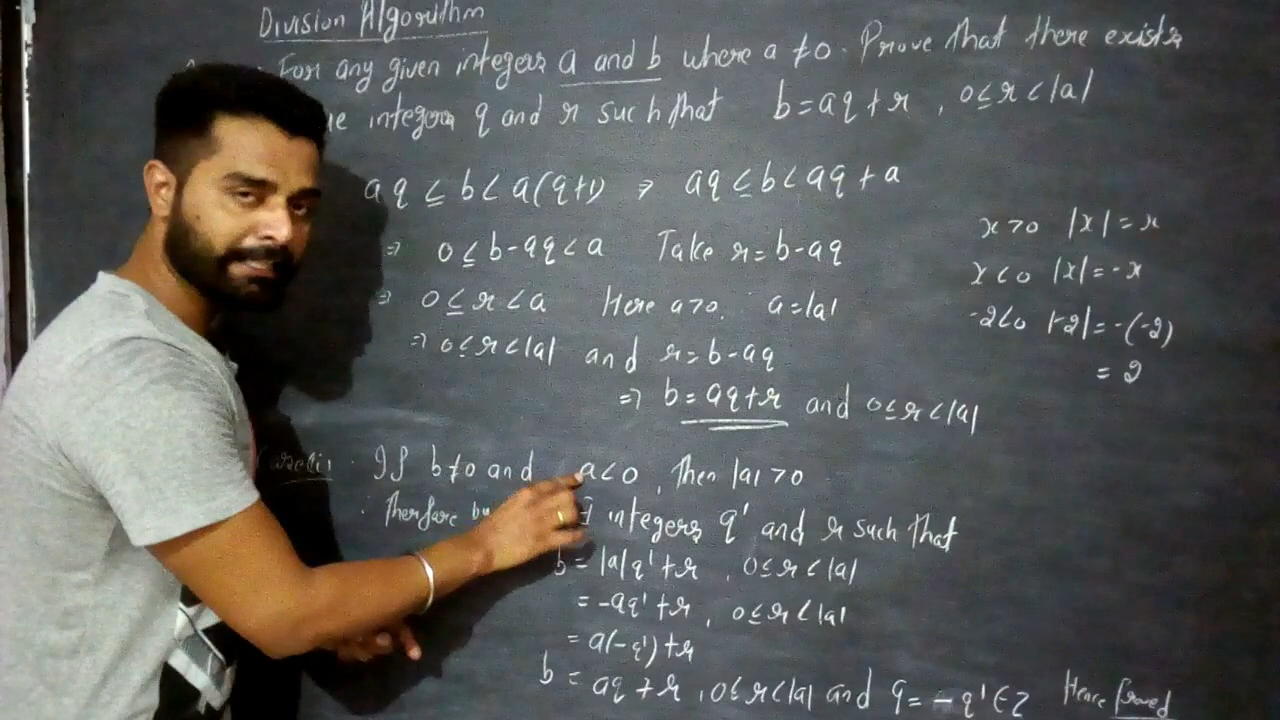 Division Algorithm
For any given integers a and b where a ≠ 0. Prove that there exists
integers q and r such that b = aq + r , 0 ≤ r < |a|
aq ≤ b < a(q+1) ⇒ aq ≤ b < aq + a
⇒ 0 ≤ b-aq < a Take r = b-aq
⇒ 0 ≤ r < a Here a>0, a = |a|
⇒ 0 ≤ r < |a| and r = b-aq
⇒ b = aq + r and 0 ≤ r < |a|
x > 0 |x| = x
x < 0 |x| = -x
-2 < 0 |-2| = -(-2)
= 2
If b ≠ 0 and a < 0 , Then |a| > 0
Therfore by ∃ integers q' and r such that
b = |a|q' + r , 0 ≤ r < |a|
= -aq' + r , 0 ≤ r < |a|
= a(-q') + r
b = aq + r , 0 ≤ r < |a| and q = -q' ∈ Z Hence proved